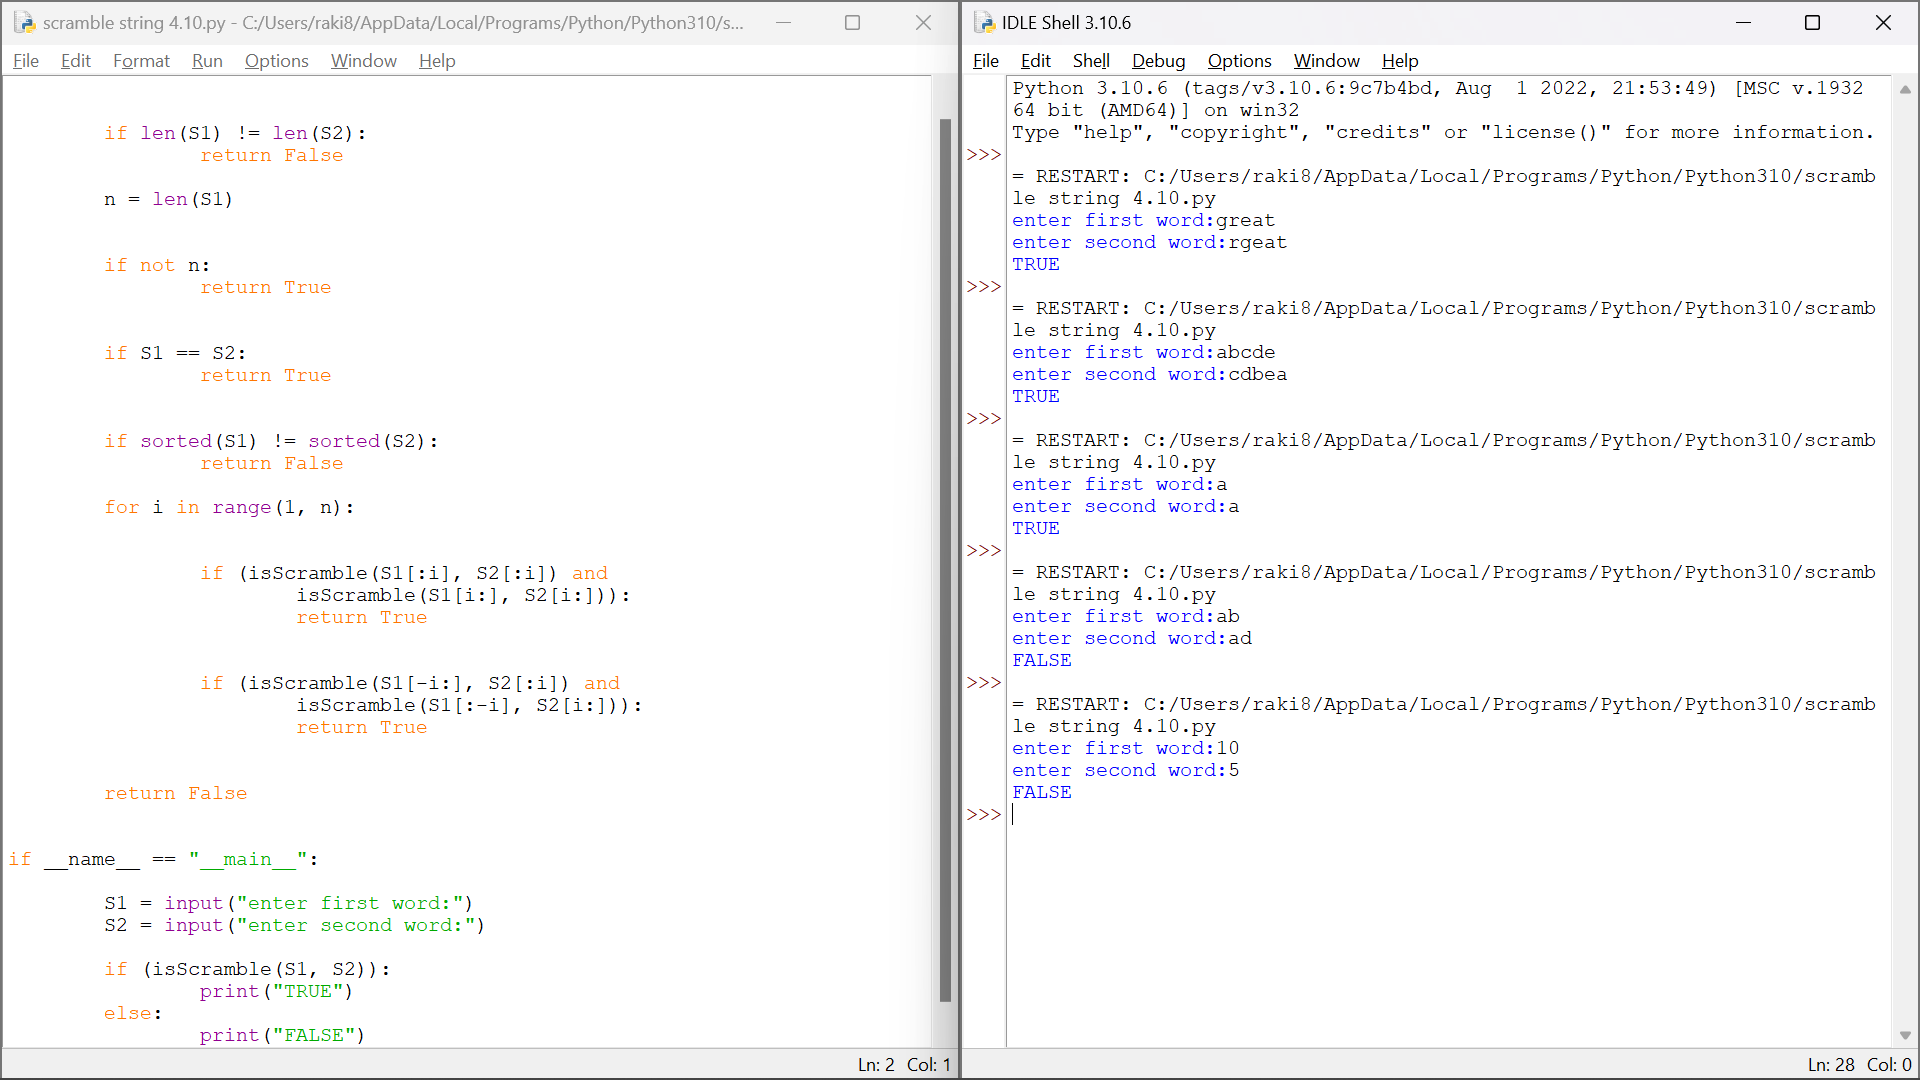 scramble string 4.10.py - C:/Users/raki8/AppData/Local/Programs/Python/Python310/s...
File Edit Format Run Options Window Help
if len(S1) != len(S2):
return False
n = len(S1)
if not n:
return True
if S1 == S2:
return True
if sorted(S1) != sorted(S2):
return False
for i in range(1, n):
if (isScramble(S1[:i], S2[:i]) and
isScramble(S1[i:], S2[i:])):
return True
if (isScramble(S1[-i:], S2[:i]) and
isScramble(S1[:-i], S2[i:])):
return True
return False
if __name__ == "__main__":
S1 = input("enter first word:")
S2 = input("enter second word:")
if (isScramble(S1, S2)):
print("TRUE")
else:
print("FALSE")
Ln: 2 Col: 1
IDLE Shell 3.10.6
File Edit Shell Debug Options Window Help
Python 3.10.6 (tags/v3.10.6:9c7b4bd, Aug  1 2022, 21:53:49) [MSC v.1932
64 bit (AMD64)] on win32
Type "help", "copyright", "credits" or "license()" for more information.
>>>
= RESTART: C:/Users/raki8/AppData/Local/Programs/Python/Python310/scramb
le string 4.10.py
enter first word:great
enter second word:rgeat
TRUE
>>>
= RESTART: C:/Users/raki8/AppData/Local/Programs/Python/Python310/scramb
le string 4.10.py
enter first word:abcde
enter second word:cdbea
TRUE
>>>
= RESTART: C:/Users/raki8/AppData/Local/Programs/Python/Python310/scramb
le string 4.10.py
enter first word:a
enter second word:a
TRUE
>>>
= RESTART: C:/Users/raki8/AppData/Local/Programs/Python/Python310/scramb
le string 4.10.py
enter first word:ab
enter second word:ad
FALSE
>>>
= RESTART: C:/Users/raki8/AppData/Local/Programs/Python/Python310/scramb
le string 4.10.py
enter first word:10
enter second word:5
FALSE
>>>
Ln: 28 Col: 0